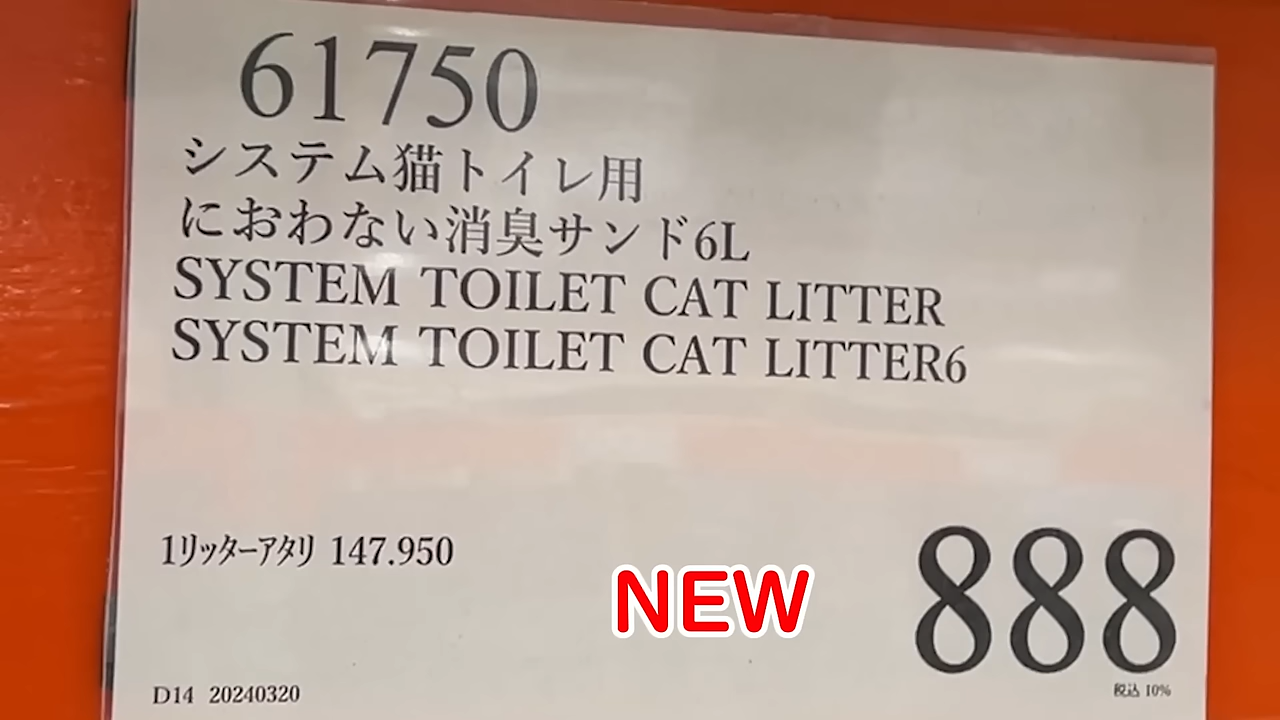 61750
システム猫トイレ用
におわない消臭サンド6L
SYSTEM TOILET CAT LITTER
SYSTEM TOILET CAT LITTER6
1ﾘｯﾀｰｱﾀﾘ 147.950
NEW
888
税込 10%
D14 20240320